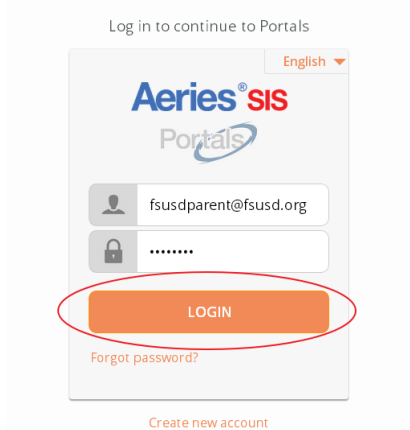 Log in to continue to Portals
English
Aeries® SIS
Portals
fsusdparent@fsusd.org
••••••••
LOGIN
Forgot password?
Create new account